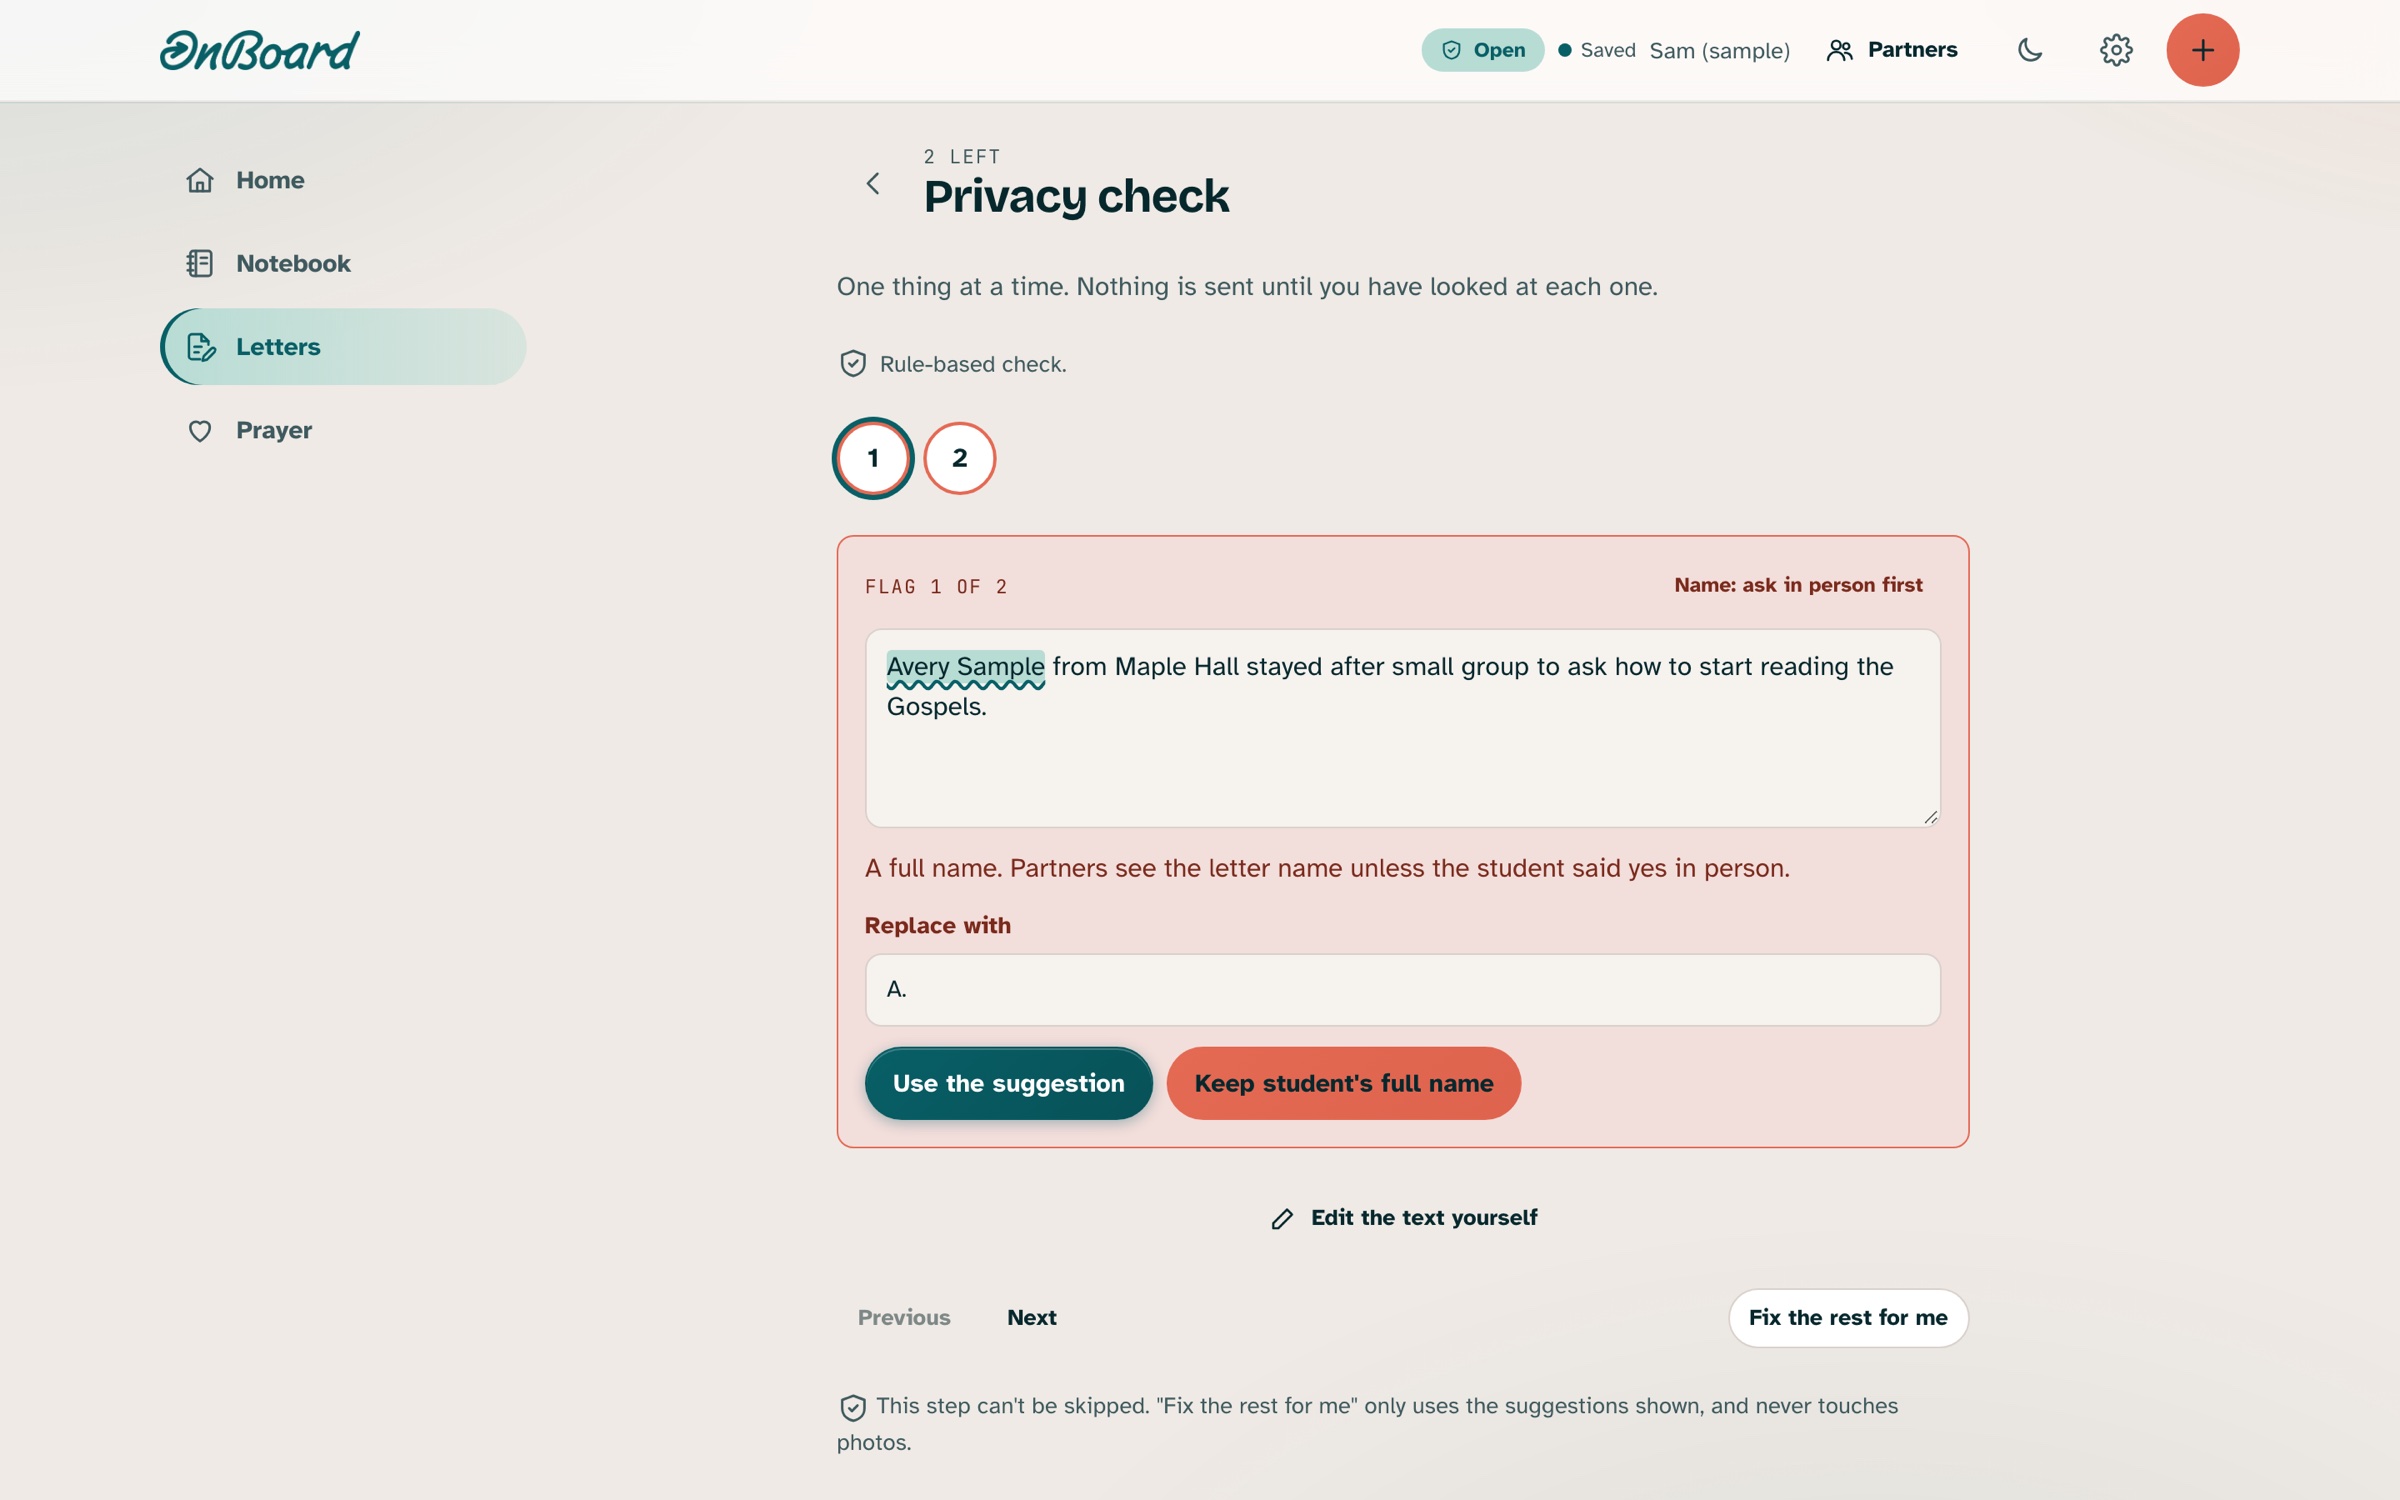 OnBoard
Open
Saved
Sam (sample)
Partners
Home
Notebook
Letters
Prayer
2 LEFT
Privacy check
One thing at a time. Nothing is sent until you have looked at each one.
Rule-based check.
1
2
FLAG 1 OF 2
Name: ask in person first
Avery Sample from Maple Hall stayed after small group to ask how to start reading the
Gospels.
A full name. Partners see the letter name unless the student said yes in person.
Replace with
A.
Use the suggestion
Keep student's full name
Edit the text yourself
Previous
Next
Fix the rest for me
This step can't be skipped. "Fix the rest for me" only uses the suggestions shown, and never touches
photos.